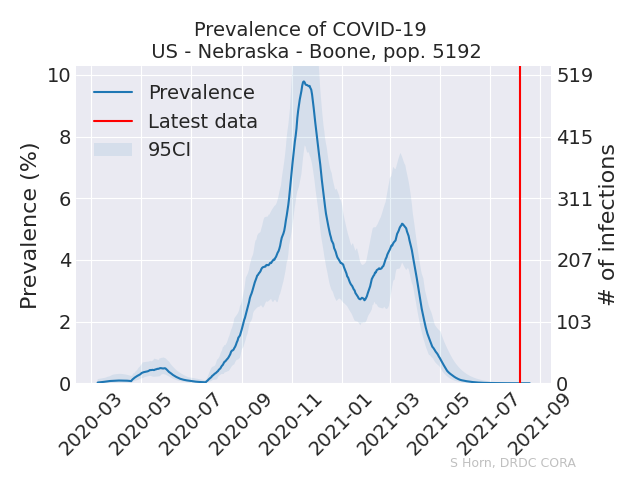 Prevalence of COVID-19
US - Nebraska - Boone, pop. 5192
Prevalence (%)
10
8
6
4
2
0
Prevalence
Latest data
95CI
519
415
311
207
103
0
# of infections
2020-03
2020-05
2020-07
2020-09
2020-11
2021-01
2021-03
2021-05
2021-07
2021-09
S Horn, DRDC CORA